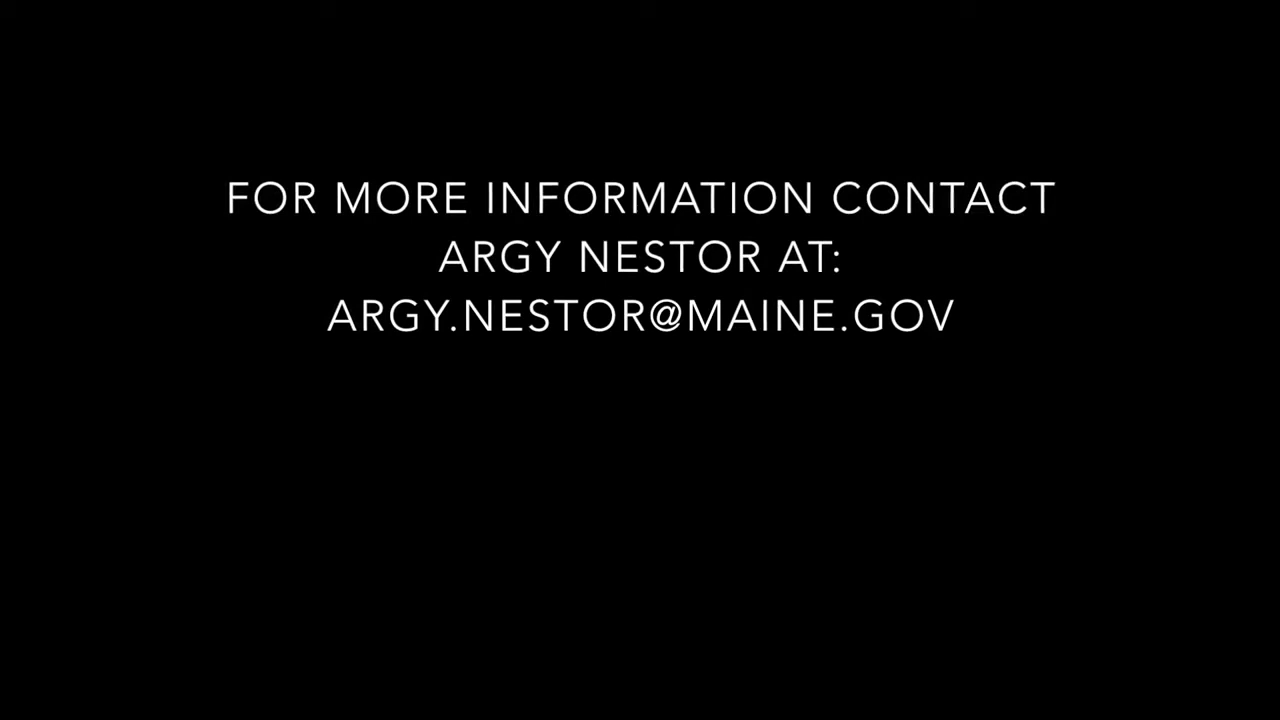 FOR MORE INFORMATION CONTACT
ARGY NESTOR AT:
ARGY.NESTOR@MAINE.GOV